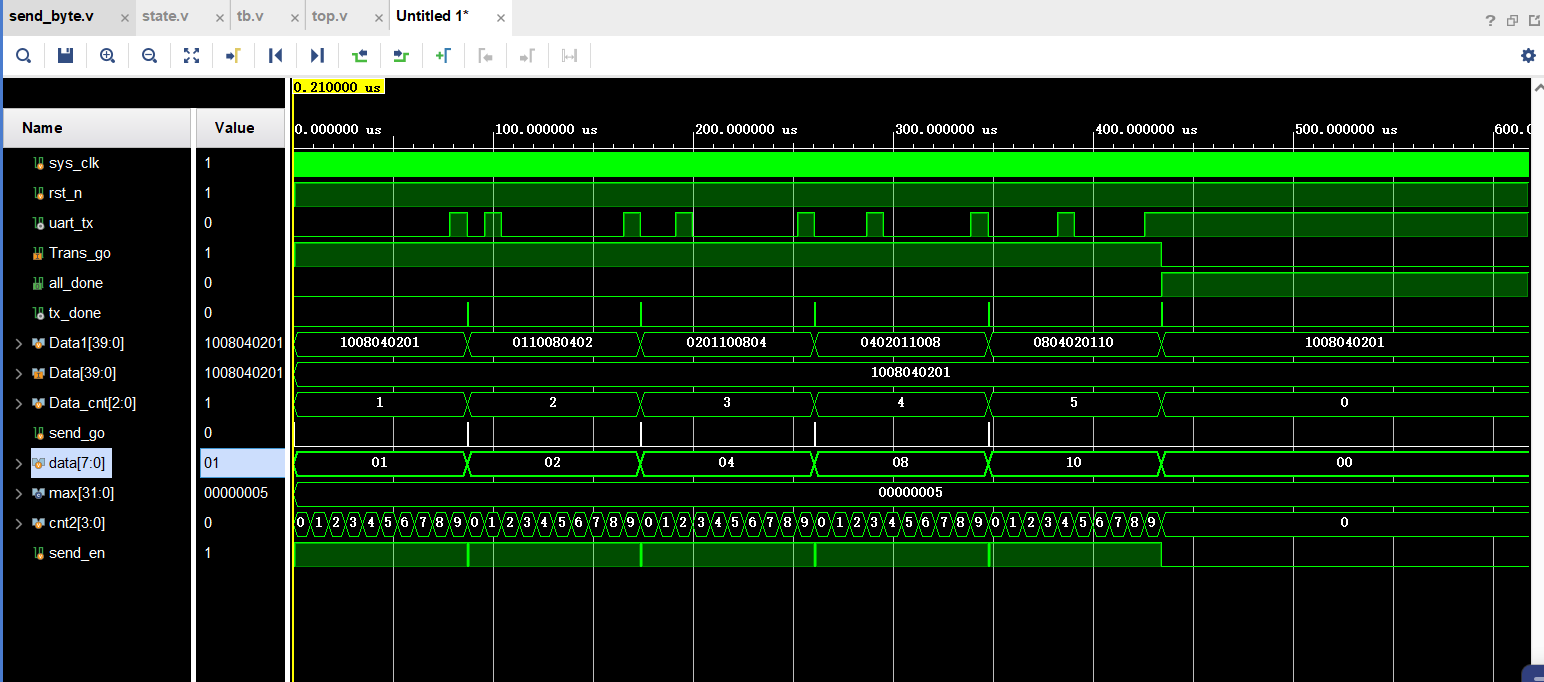 send_byte.v × state.v × tb.v × top.v × Untitled 1* ×
?
0.210000 us
Name Value
0.000000 us 100.000000 us 200.000000 us 300.000000 us 400.000000 us 500.000000 us 600.0
sys_clk 1
rst_n 1
uart_tx 0
Trans_go 1
all_done 0
tx_done 0
Data1[39:0] 1008040201 1008040201 0110080402 0201100804 0402011008 0804020110 1008040201
Data[39:0] 1008040201 1008040201
Data_cnt[2:0] 1 1 2 3 4 5 0
send_go 0
data[7:0] 01 01 02 04 08 10 00
max[31:0] 00000005 00000005
cnt2[3:0] 0 0 1 2 3 4 5 6 7 8 9 0 1 2 3 4 5 6 7 8 9 0 1 2 3 4 5 6 7 8 9 0 1 2 3 4 5 6 7 8 9 0 1 2 3 4 5 6 7 8 9 0
send_en 1